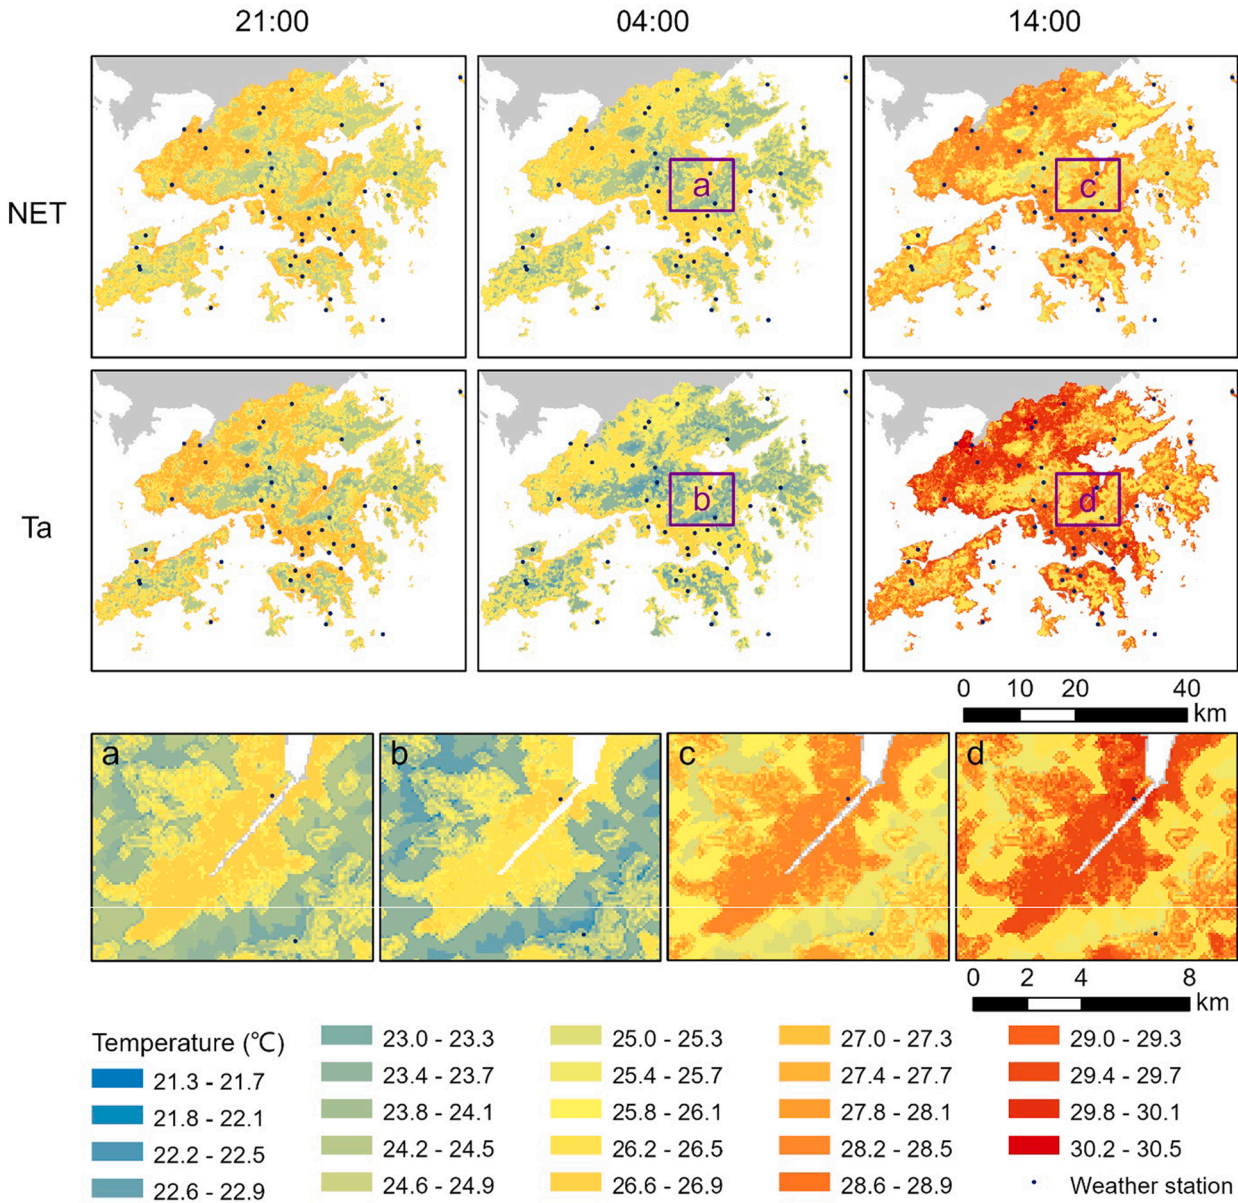 21:00 04:00 14:00
NET
a
c
Ta
b
d
0 10 20 40
km
a b c d
0 2 4 8
km
Temperature (℃)
21.3 - 21.7
21.8 - 22.1
22.2 - 22.5
22.6 - 22.9
23.0 - 23.3
23.4 - 23.7
23.8 - 24.1
24.2 - 24.5
24.6 - 24.9
25.0 - 25.3
25.4 - 25.7
25.8 - 26.1
26.2 - 26.5
26.6 - 26.9
27.0 - 27.3
27.4 - 27.7
27.8 - 28.1
28.2 - 28.5
28.6 - 28.9
29.0 - 29.3
29.4 - 29.7
29.8 - 30.1
30.2 - 30.5
Weather station